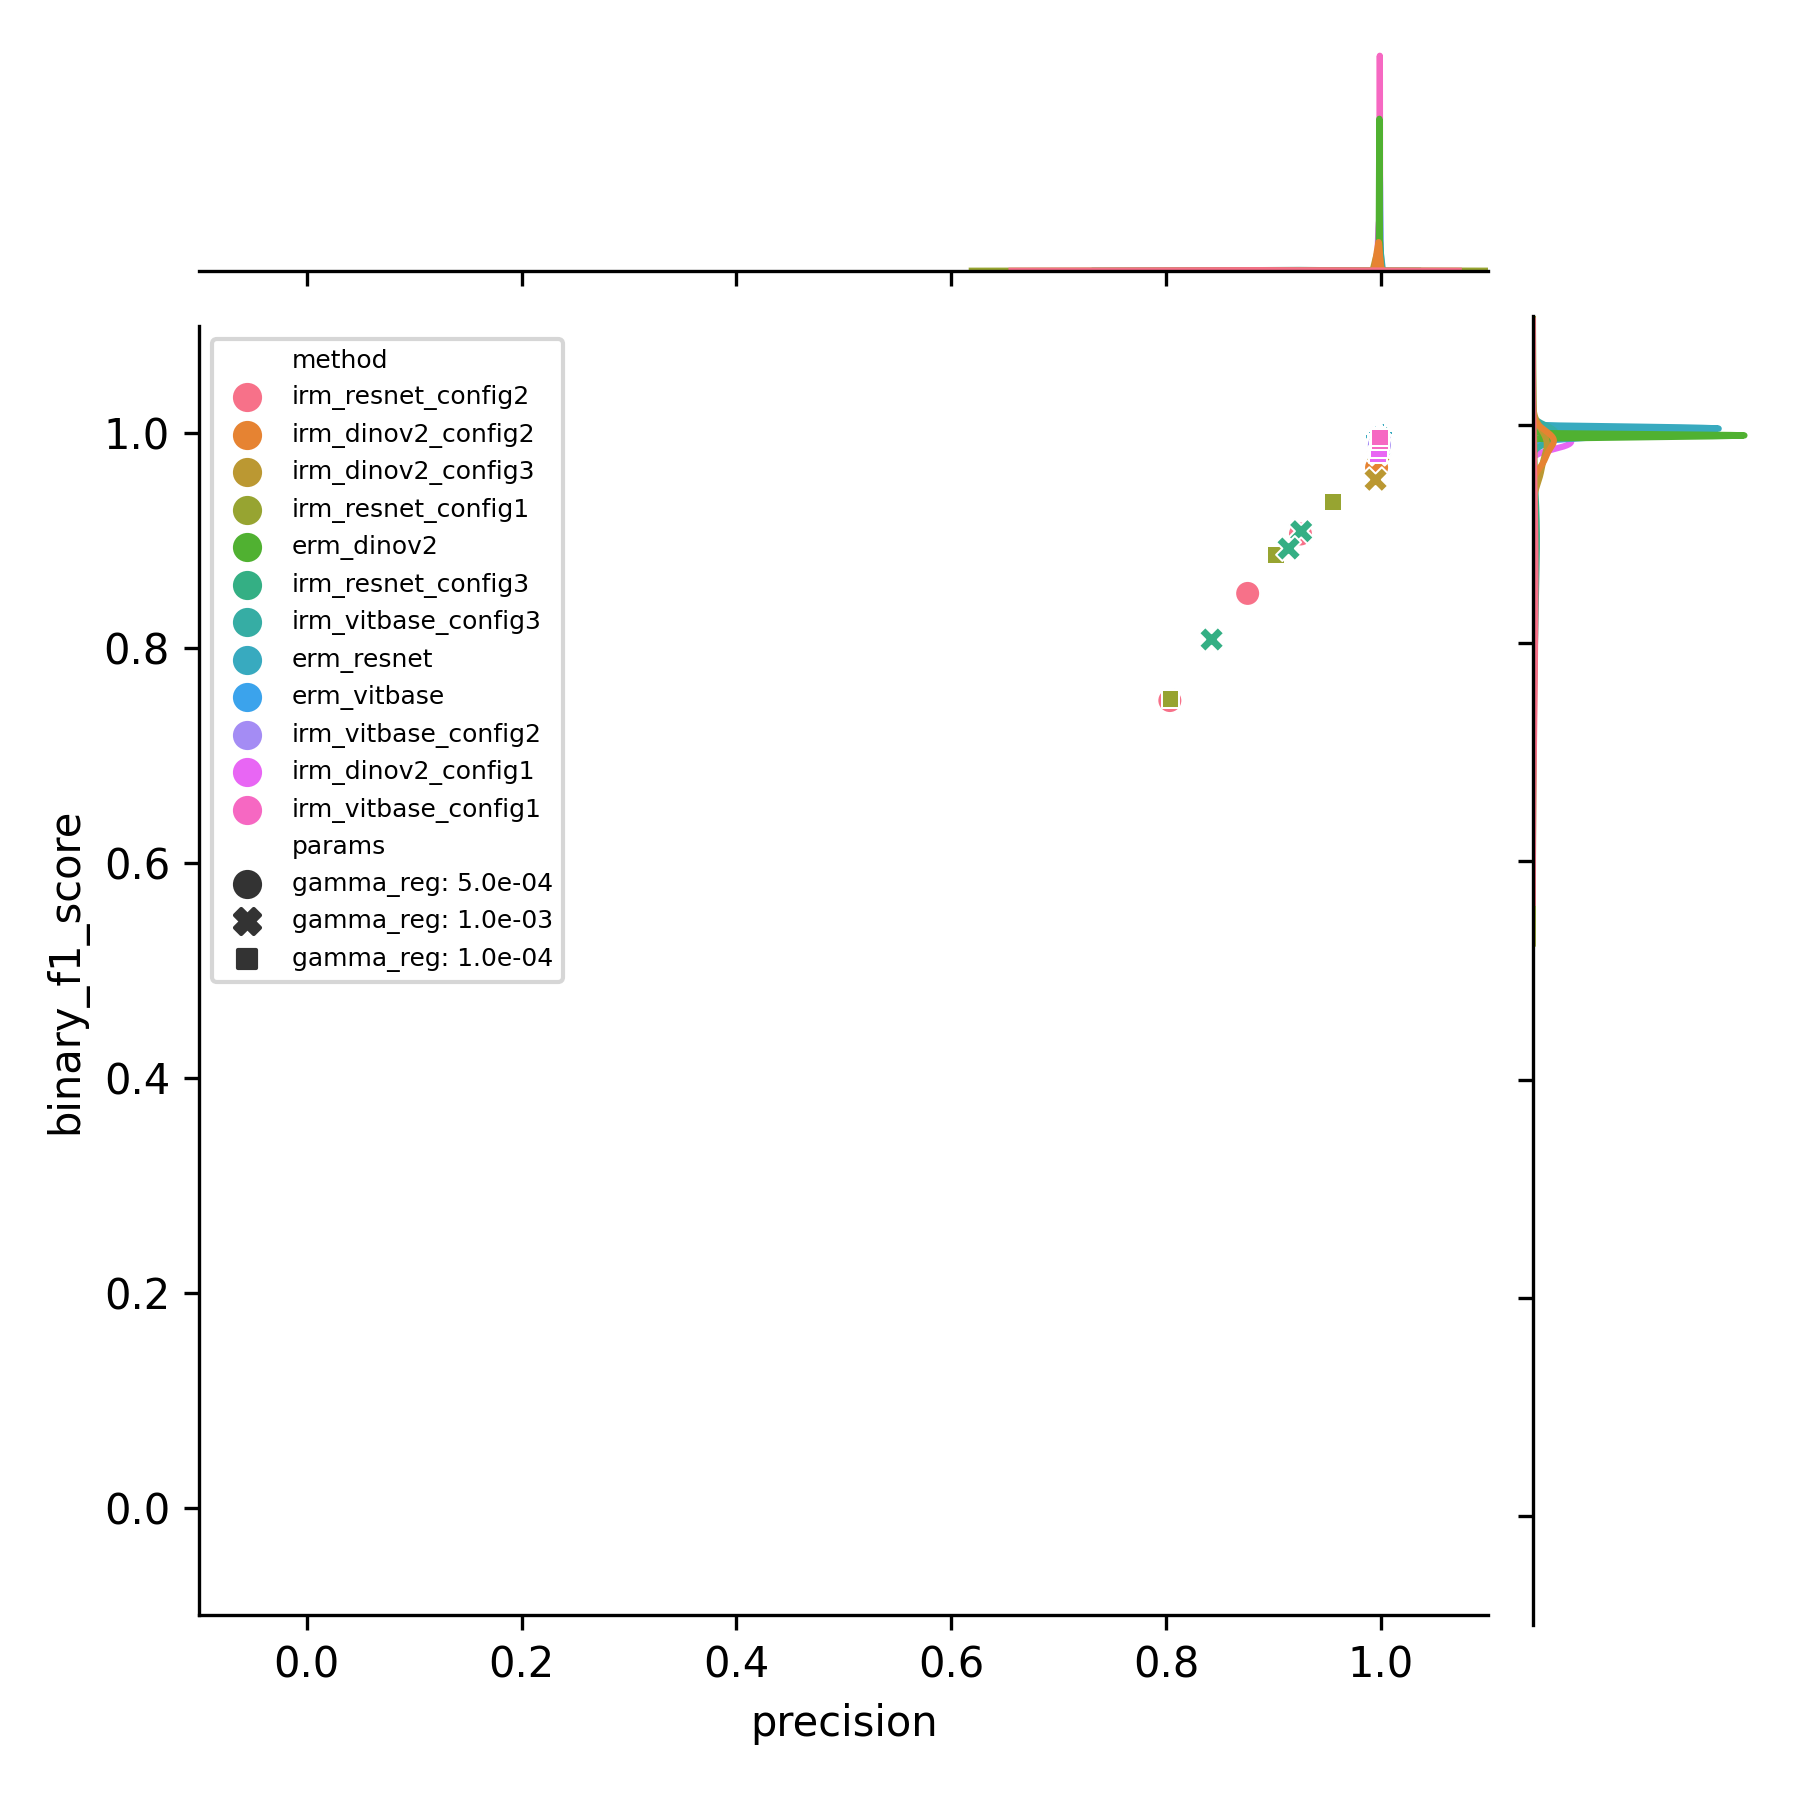 method
irm_resnet_config2
irm_dinov2_config2
irm_dinov2_config3
irm_resnet_config1
erm_dinov2
irm_resnet_config3
irm_vitbase_config3
erm_resnet
erm_vitbase
irm_vitbase_config2
irm_dinov2_config1
irm_vitbase_config1
params
gamma_reg: 5.0e-04
gamma_reg: 1.0e-03
gamma_reg: 1.0e-04
binary_f1_score
1.0
0.8
0.6
0.4
0.2
0.0
0.0 0.2 0.4 0.6 0.8 1.0
precision